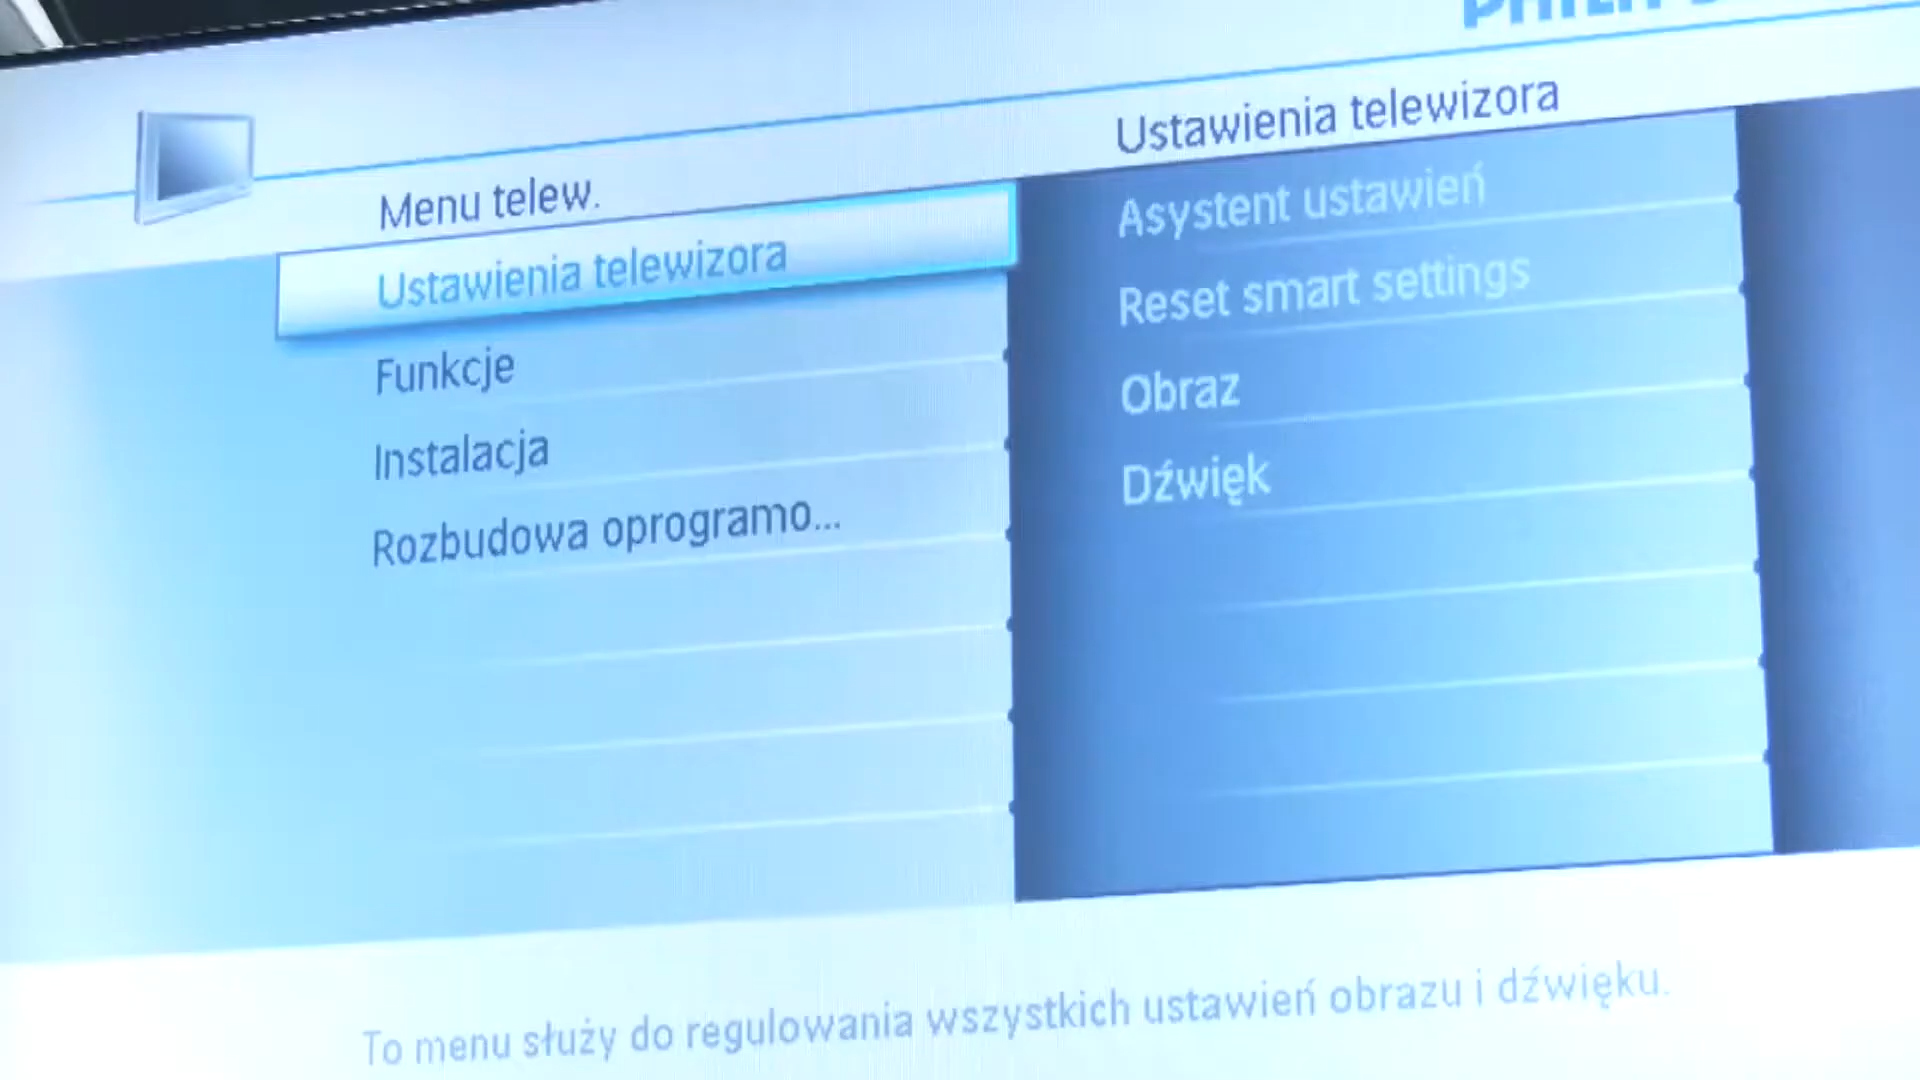 Menu telew.
Ustawienia telewizora
Funkcje
Instalacja
Rozbudowa oprogramo...
Ustawienia telewizora
Asystent ustawień
Reset smart settings
Obraz
Dźwięk
To menu służy do regulowania wszystkich ustawień obrazu i dźwięku.